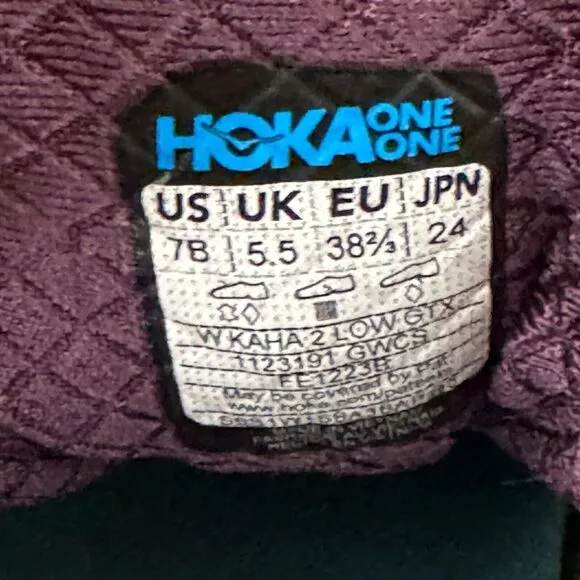 HOKA ONE ONE
US UK EU JPN
7B 5.5 38⅔ 24
W KAHA 2 LOW GTX
1123191 GWCS
FE1223B
May be covered by Pat.